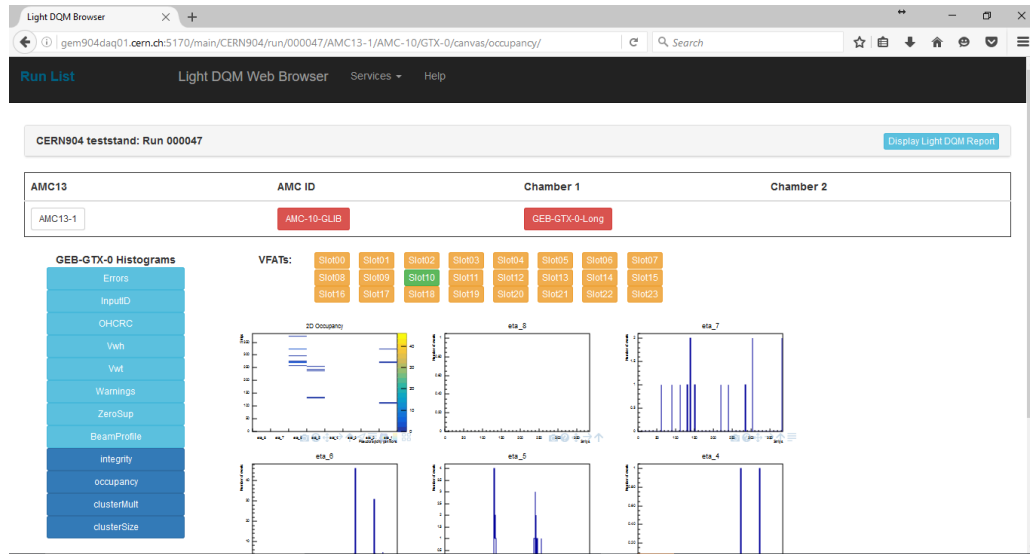 Light DQM Browser
gem904daq01.cern.ch:5170/main/CERN904/run/000047/AMC13-1/AMC-10/GTX-0/canvas/occupancy/
Search
Run List
Light DQM Web Browser
Services
Help
CERN904 teststand: Run 000047
Display Light DQM Report
AMC13 AMC ID Chamber 1 Chamber 2
AMC13-1 AMC-10-GLIB GEB-GTX-0-Long
GEB-GTX-0 Histograms
Errors
InputID
OHCRC
Vwh
Vwt
Warnings
ZeroSup
BeamProfile
integrity
occupancy
clusterMult
clusterSize
VFATs:
Slot00 Slot01 Slot02 Slot03 Slot04 Slot05 Slot06 Slot07
Slot08 Slot09 Slot10 Slot11 Slot12 Slot13 Slot14 Slot15
Slot16 Slot17 Slot18 Slot19 Slot20 Slot21 Slot22 Slot23
2D Occupancy
eta_8
eta_7
eta_6
eta_5
eta_4